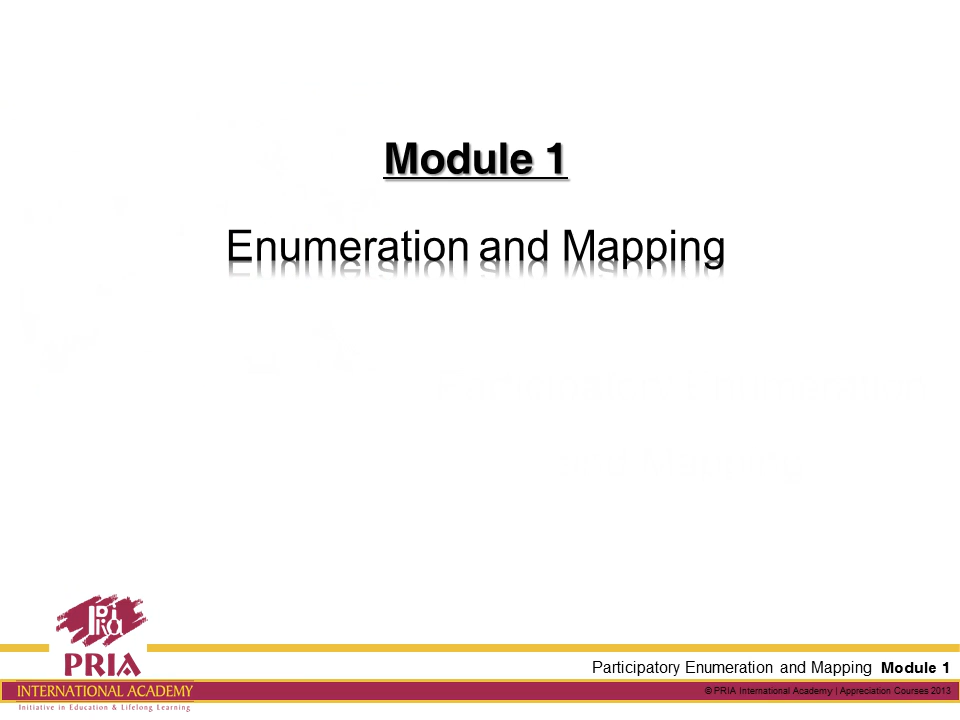 Module 1
Enumeration and Mapping
PRIA
INTERNATIONAL ACADEMY
Initiative in Education & Lifelong Learning
Participatory Enumeration and Mapping Module 1
© PRIA International Academy | Appreciation Courses 2013